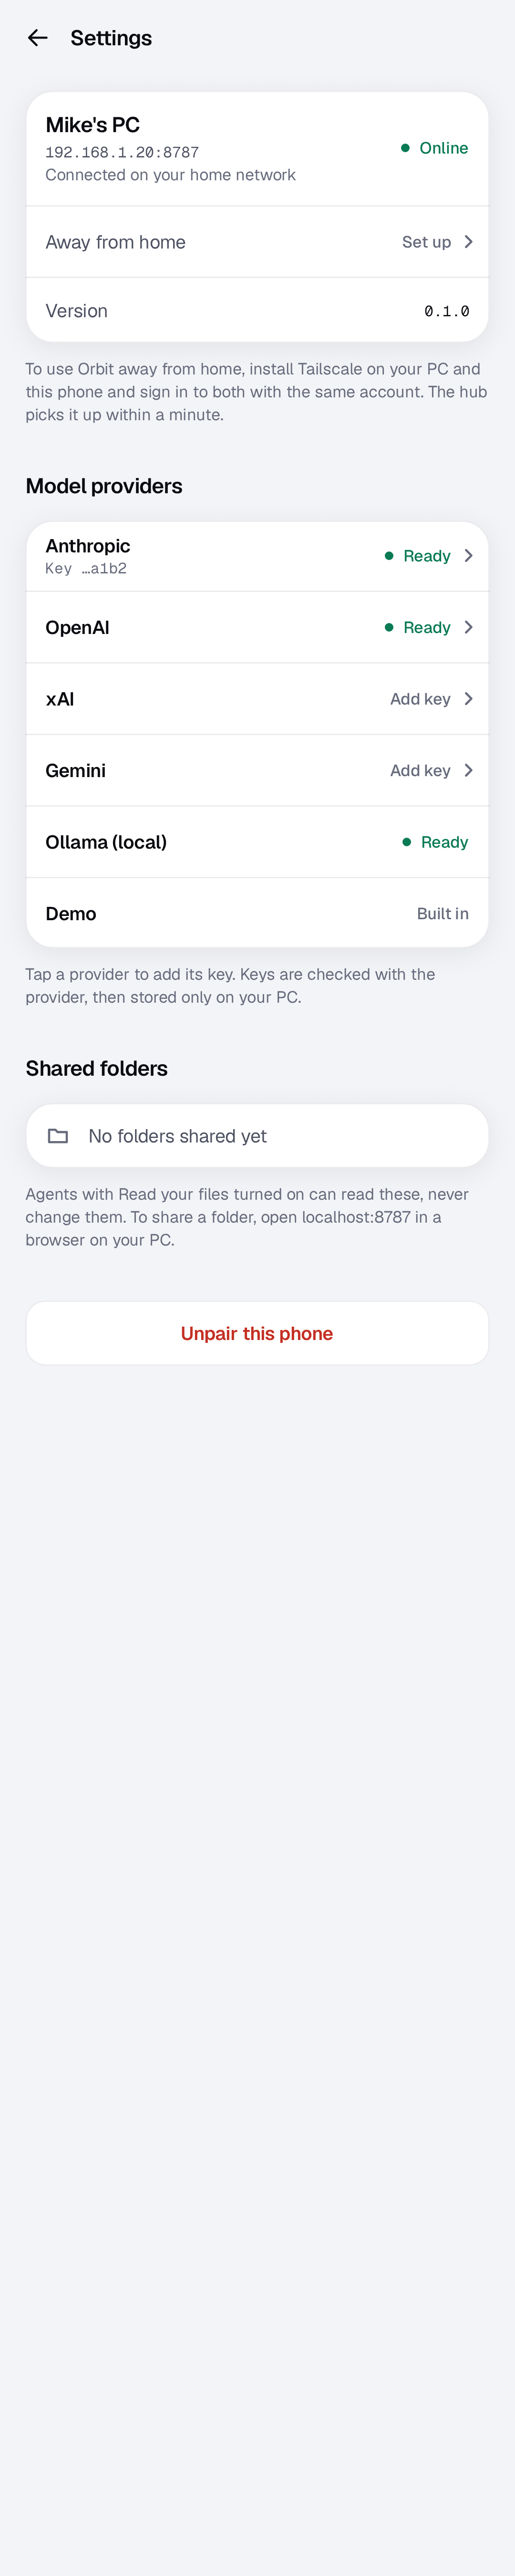 Settings
Mike's PC
192.168.1.20:8787
Connected on your home network
Online
Away from home
Set up
Version
0.1.0
To use Orbit away from home, install Tailscale on your PC and
this phone and sign in to both with the same account. The hub
picks it up within a minute.
Model providers
Anthropic
Key …a1b2
Ready
OpenAI
Ready
xAI
Add key
Gemini
Add key
Ollama (local)
Ready
Demo
Built in
Tap a provider to add its key. Keys are checked with the
provider, then stored only on your PC.
Shared folders
No folders shared yet
Agents with Read your files turned on can read these, never
change them. To share a folder, open localhost:8787 in a
browser on your PC.
Unpair this phone